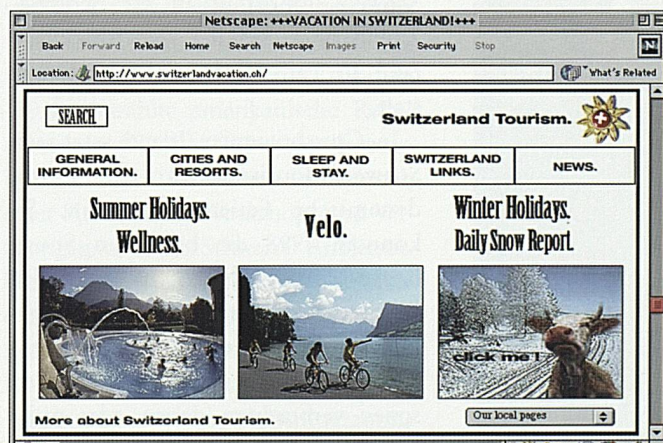 Netscape: +++VACATION IN SWITZERLAND!+++
Back Forward Reload Home Search Netscape Images Print Security Stop
N
Location: http://www.switzerlandvacation.ch/ What's Related
SEARCH.
Switzerland Tourism.
GENERAL
INFORMATION.
CITIES AND
RESORTS.
SLEEP AND
STAY.
SWITZERLAND
LINKS.
NEWS.
Summer Holidays.
Wellness.
Velo.
Winter Holidays.
Daily Snow Report.
click me !
More about Switzerland Tourism.
Our local pages